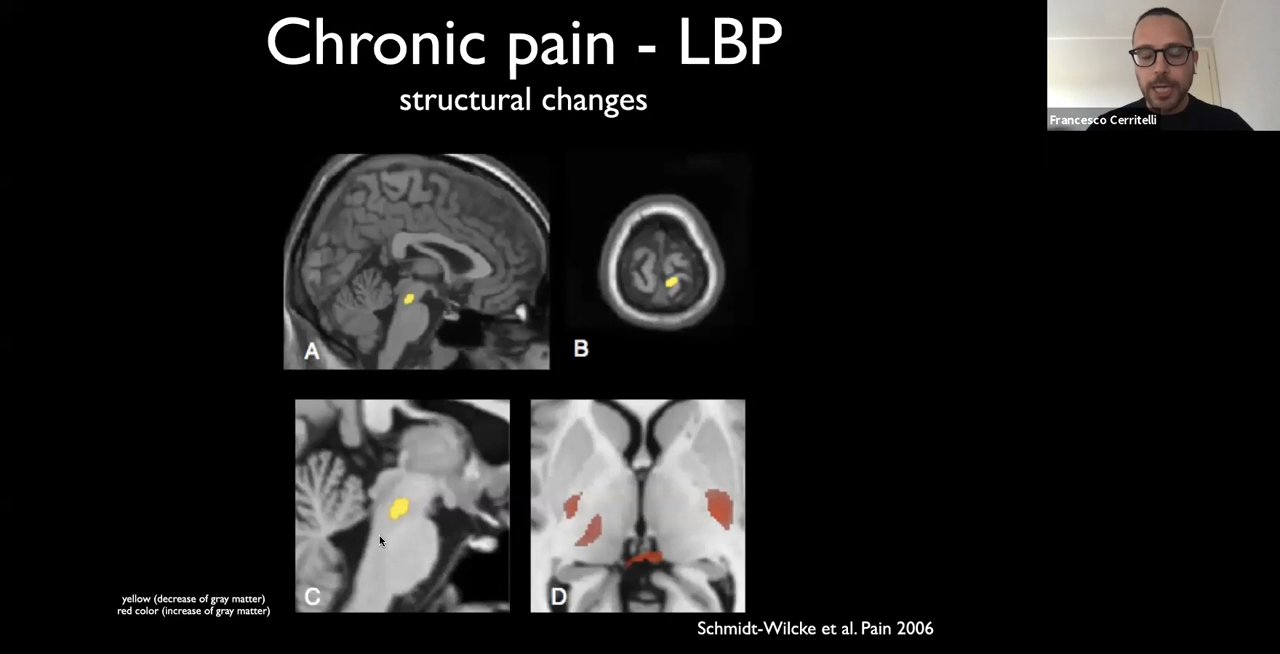 Chronic pain - LBP
structural changes
Francesco Cerritelli
A
B
C
D
yellow (decrease of gray matter)
red color (increase of gray matter)
Schmidt-Wilcke et al. Pain 2006